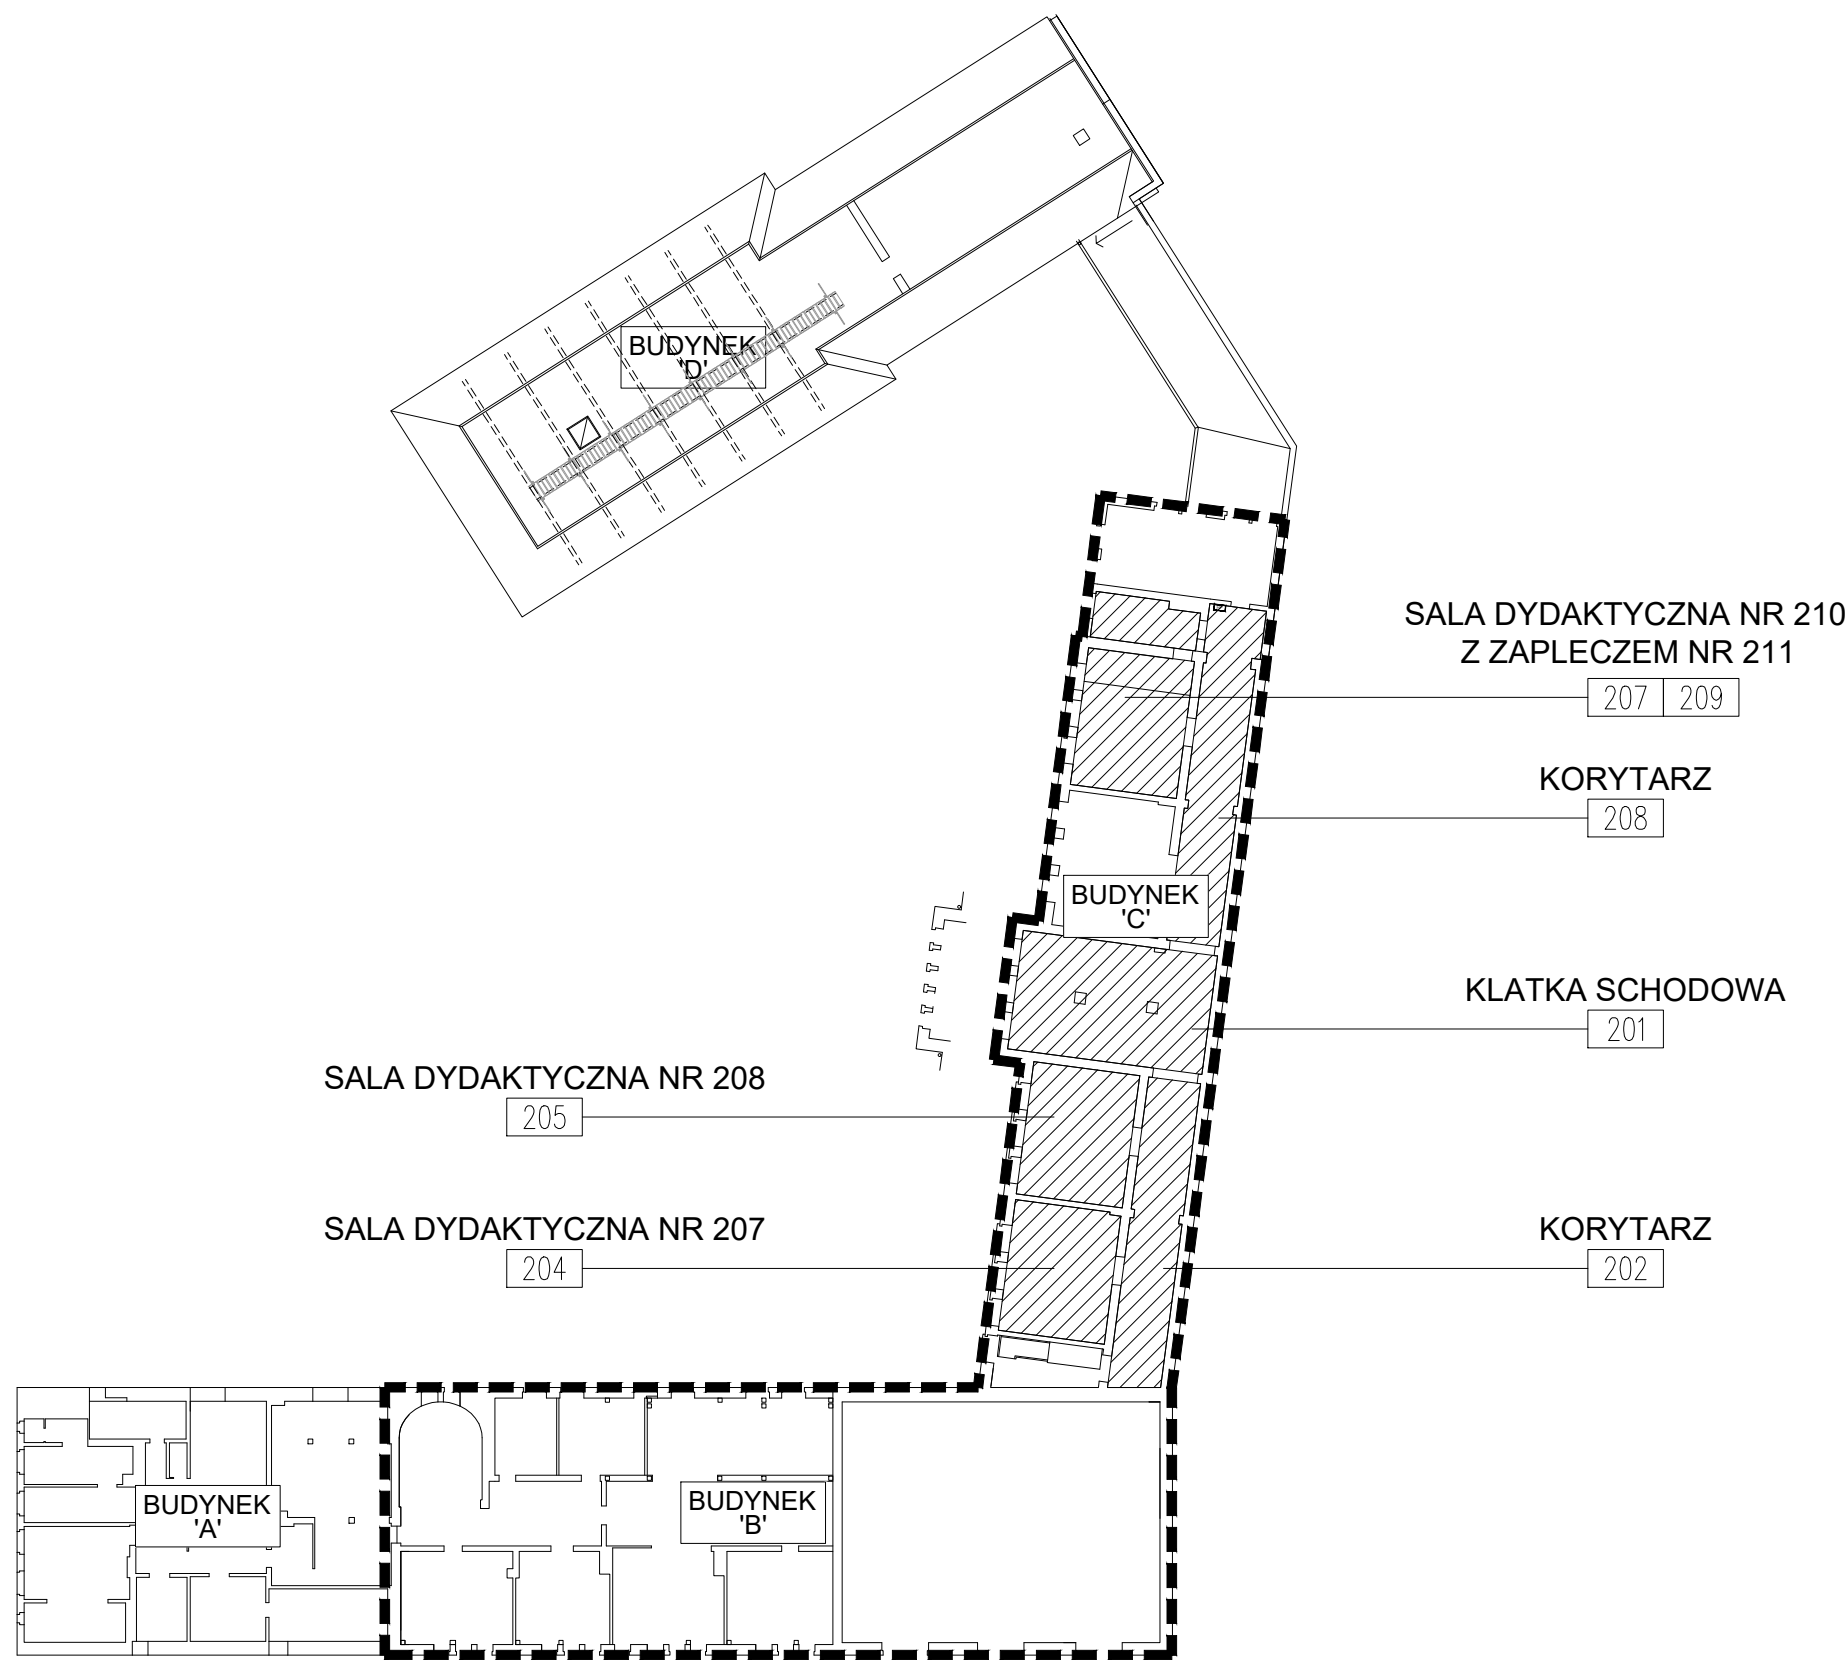 BUDYNEK
'D'
SALA DYDAKTYCZNA NR 210
Z ZAPLECZEM NR 211
207 209
KORYTARZ
208
BUDYNEK
'C'
KLATKA SCHODOWA
201
SALA DYDAKTYCZNA NR 208
205
SALA DYDAKTYCZNA NR 207
204
KORYTARZ
202
BUDYNEK
'A'
BUDYNEK
'B'